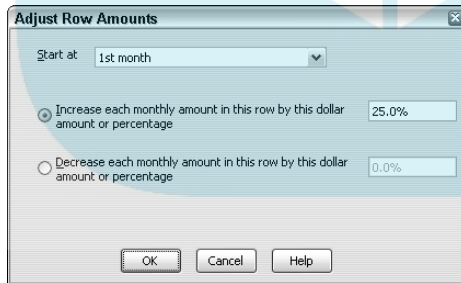 Adjust Row Amounts
Start at 1st month
Increase each monthly amount in this row by this dollar 25.0%
amount or percentage
Decrease each monthly amount in this row by this dollar 0.0%
amount or percentage
OK Cancel Help